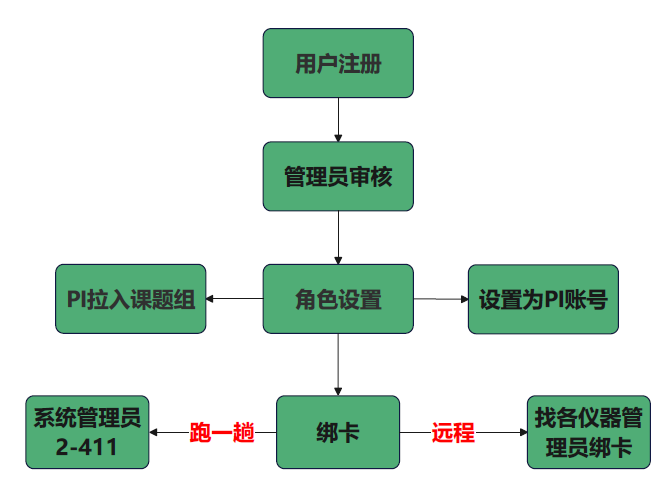 用户注册
管理员审核
PI拉入课题组
角色设置
设置为PI账号
系统管理员
2-411
跑一趟
绑卡
远程
找各仪器管
理员绑卡